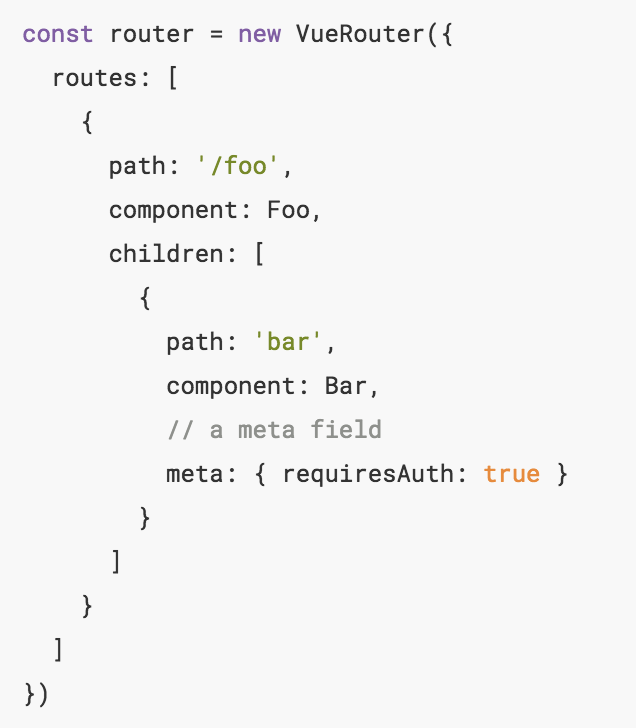 const router = new VueRouter({
  routes: [
    {
      path: '/foo',
      component: Foo,
      children: [
        {
          path: 'bar',
          component: Bar,
          // a meta field
          meta: { requiresAuth: true }
        }
      ]
    }
  ]
})